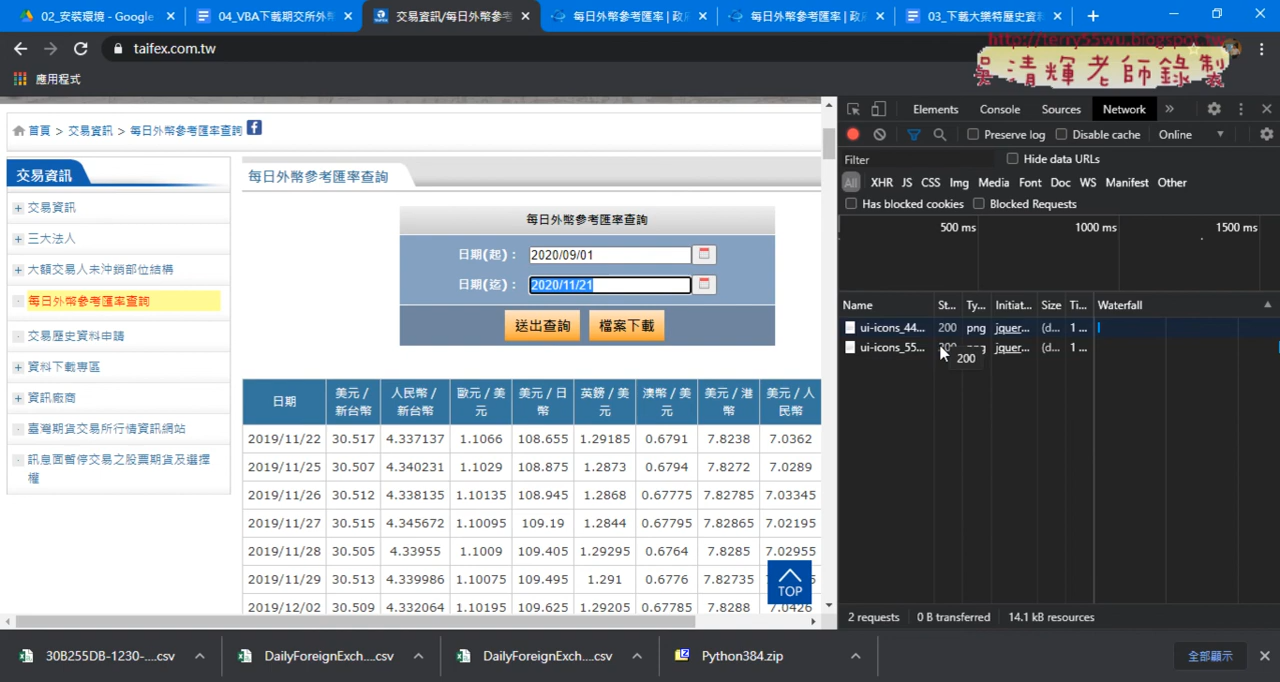 02_安裝環境 - Google
04_VBA下載期交所外幣
交易資訊/每日外幣參考
每日外幣參考匯率 | 政府
每日外幣參考匯率 | 政府
03_下載大樂特歷史資料
taifex.com.tw
http://terry55wu.blogspot
吳清輝老師錄製
應用程式
首頁 > 交易資訊 > 每日外幣參考匯率查詢
交易資訊
交易資訊
三大法人
大額交易人未沖銷部位結構
每日外幣參考匯率查詢
交易歷史資料申請
資料下載專區
資訊廠商
臺灣期貨交易所行情資訊網站
訊息面暫停交易之股票期貨及選擇
權
每日外幣參考匯率查詢
每日外幣參考匯率查詢
日期(起)： 2020/09/01
日期(迄)： 2020/11/21
送出查詢 檔案下載
日期 美元／新台幣 人民幣／新台幣 歐元／美元 美元／日幣 英鎊／美元 澳幣／美元 美元／港幣 美元／人民幣
2019/11/22 30.517 4.337137 1.1066 108.655 1.29185 0.6791 7.8238 7.0362
2019/11/25 30.507 4.340231 1.1029 108.875 1.2873 0.6794 7.8272 7.0289
2019/11/26 30.512 4.338135 1.10135 108.945 1.2868 0.67775 7.82785 7.03345
2019/11/27 30.515 4.345672 1.10095 109.19 1.2844 0.67795 7.82865 7.02195
2019/11/28 30.505 4.33955 1.1009 109.405 1.29295 0.6764 7.8285 7.02955
2019/11/29 30.513 4.339986 1.10075 109.495 1.291 0.6776 7.82735
2019/12/02 30.509 4.332064 1.10195 109.625 1.29205 0.67785 7.8288 7.0426
TOP
Elements Console Sources Network »
Preserve log Disable cache Online
Filter Hide data URLs
All XHR JS CSS Img Media Font Doc WS Manifest Other
Has blocked cookies Blocked Requests
500 ms 1000 ms 1500 ms
Name St... Ty... Initiat... Size Ti... Waterfall
ui-icons_44... 200 png jquer... (d... 1 ...
ui-icons_55... 200 png jquer... (d... 1 ...
200
2 requests 0 B transferred 14.1 kB resources
30B255DB-1230-....csv
DailyForeignExch....csv
DailyForeignExch....csv
Python384.zip
全部顯示